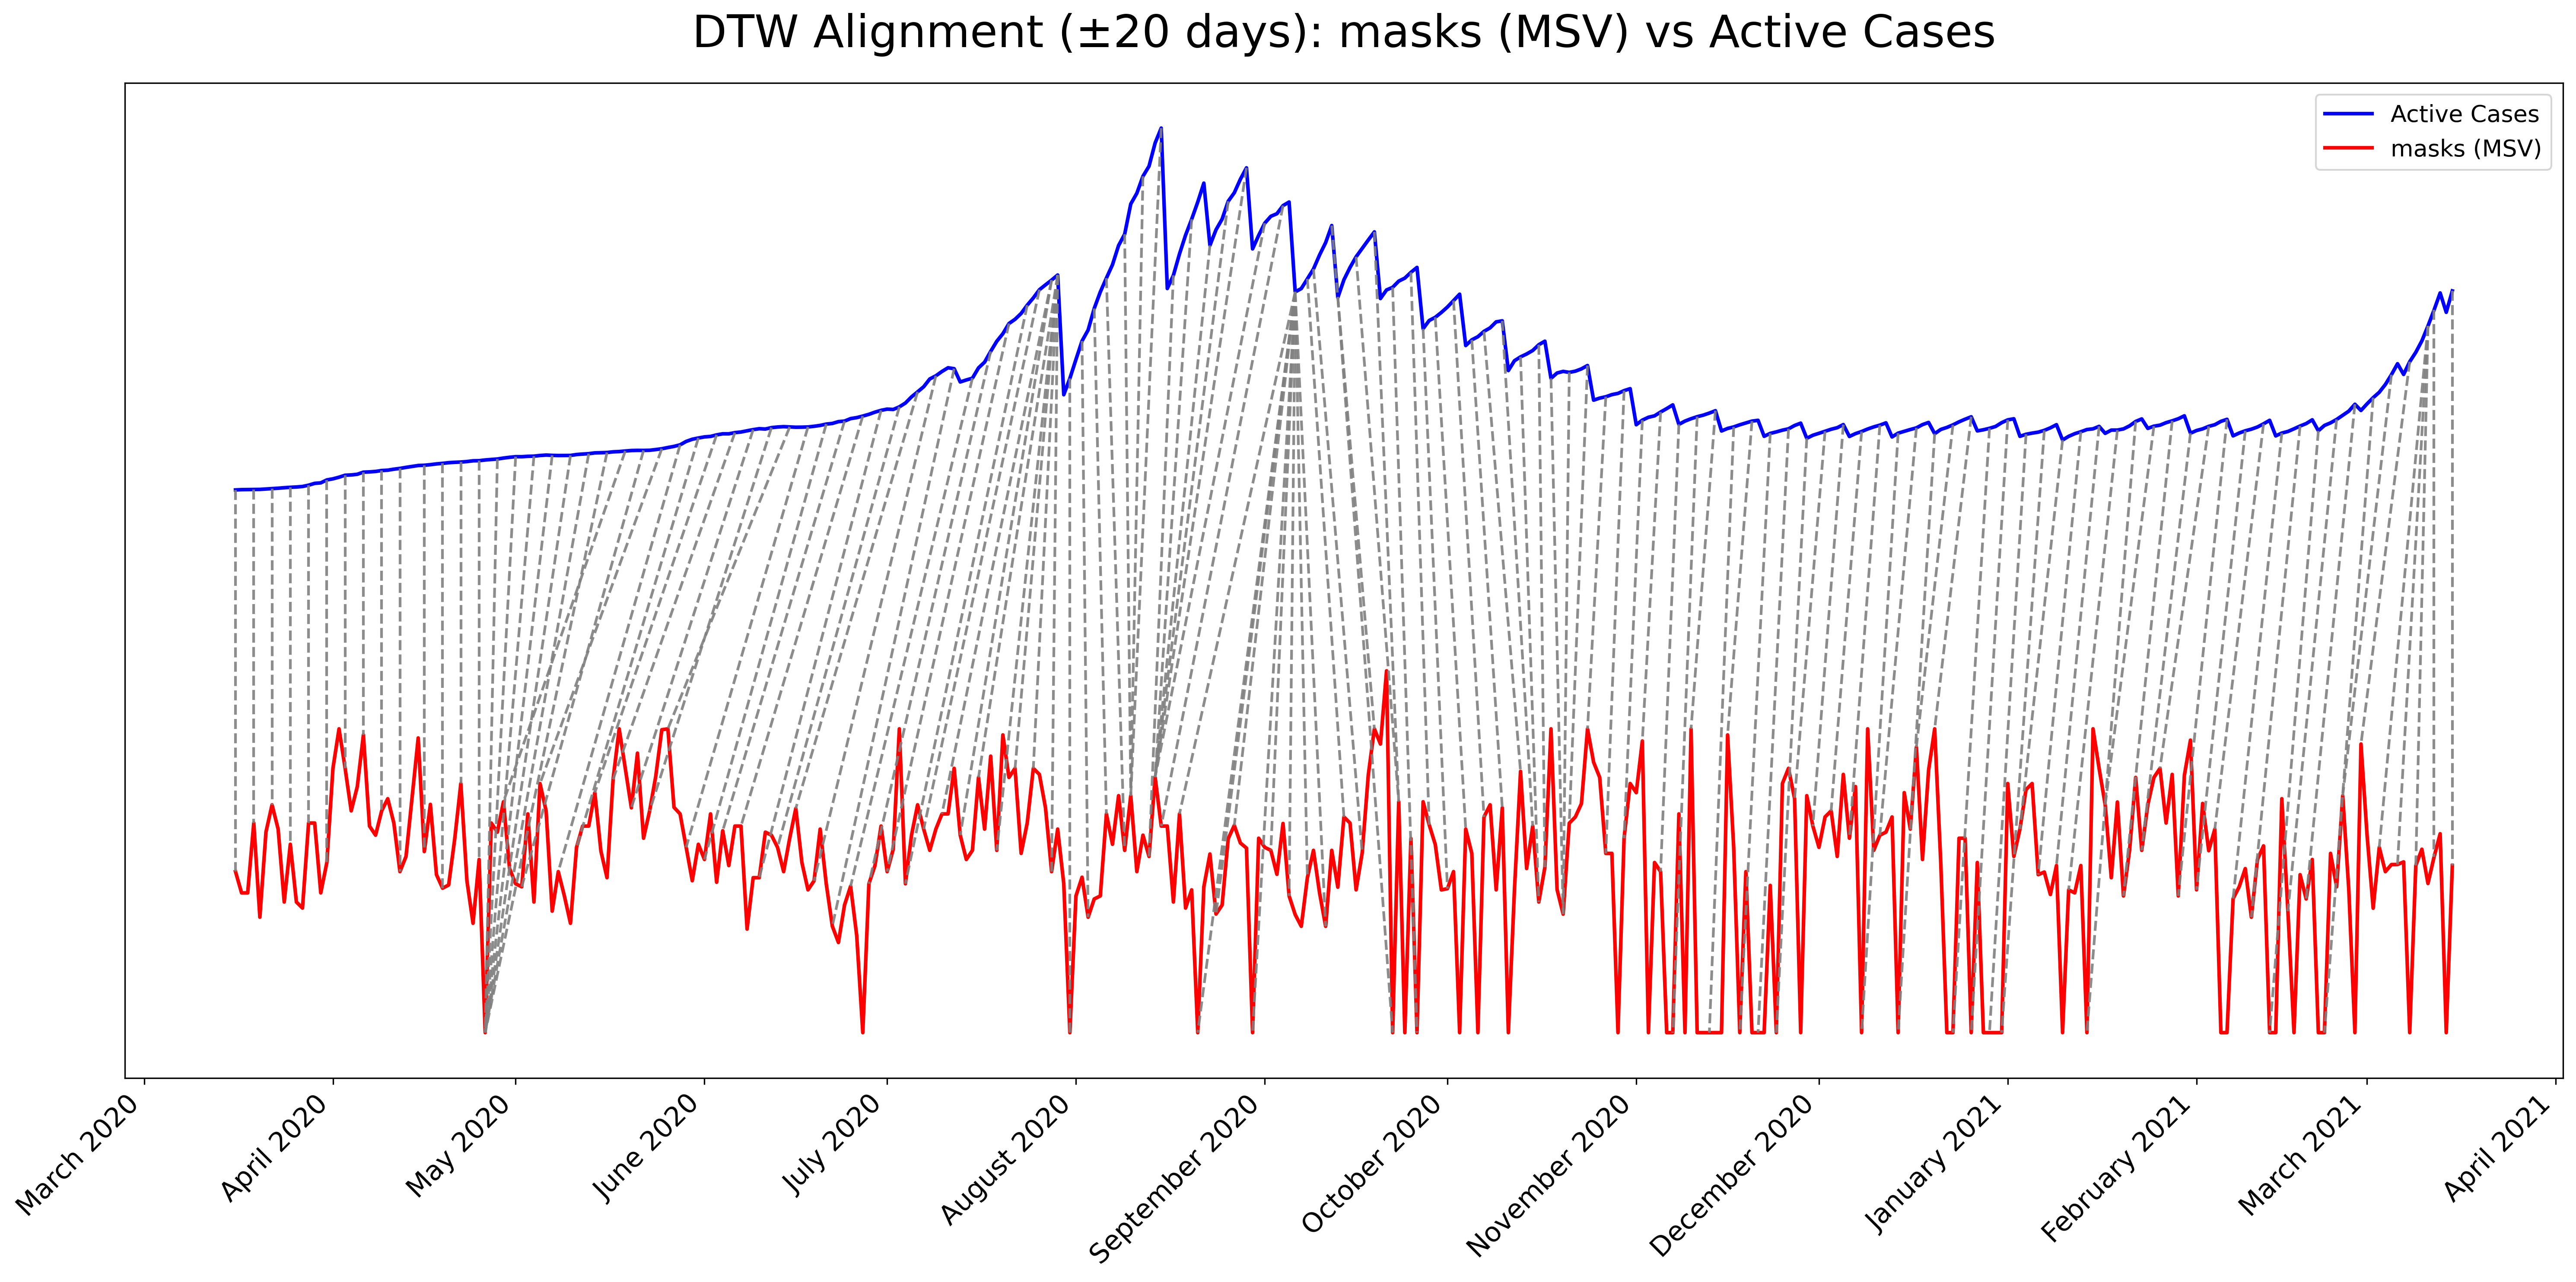 DTW Alignment (±20 days): masks (MSV) vs Active Cases
Active Cases
masks (MSV)
March 2020
April 2020
May 2020
June 2020
July 2020
August 2020
September 2020
October 2020
November 2020
December 2020
January 2021
February 2021
March 2021
April 2021